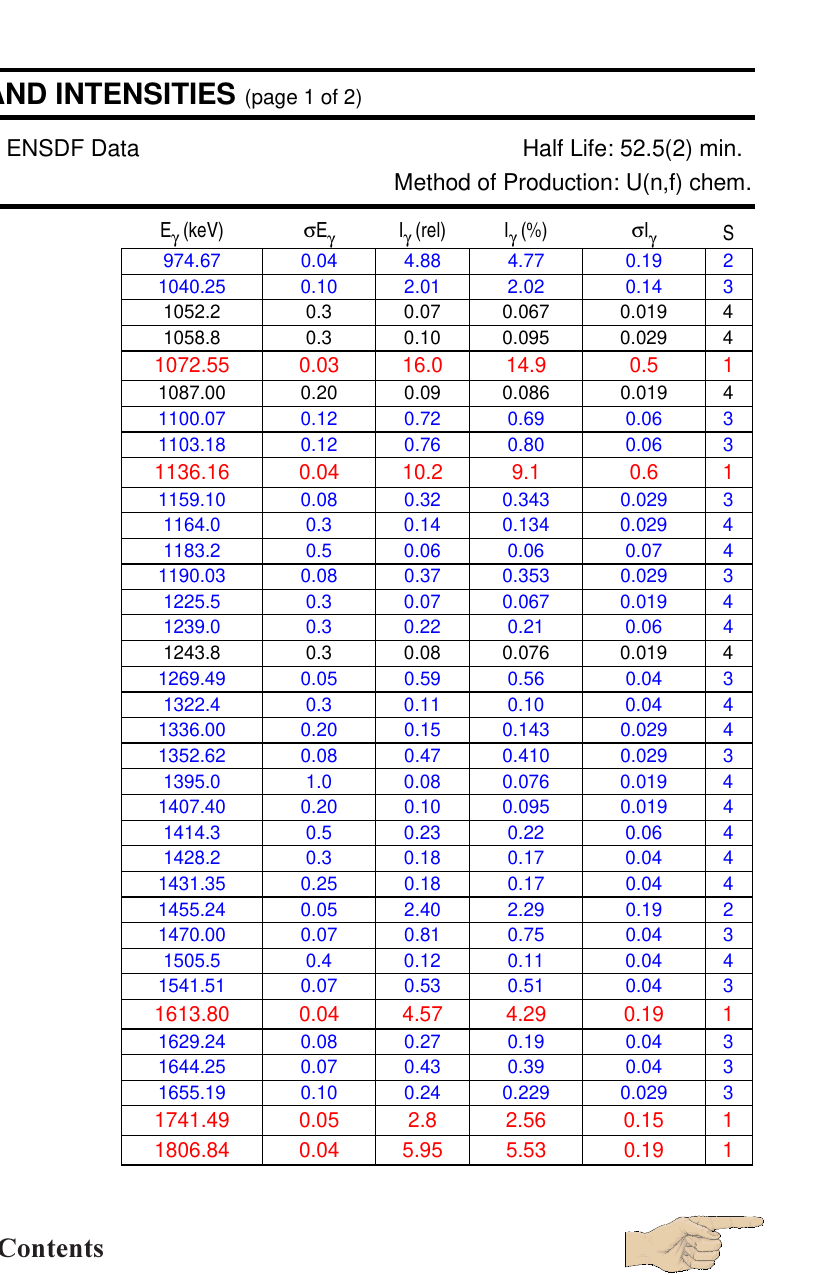 AND INTENSITIES (page 1 of 2)
ENSDF Data Half Life: 52.5(2) min.
Method of Production: U(n,f) chem.
Eγ (keV) σEγ Iγ (rel) Iγ (%) σIγ S
974.67 0.04 4.88 4.77 0.19 2
1040.25 0.10 2.01 2.02 0.14 3
1052.2 0.3 0.07 0.067 0.019 4
1058.8 0.3 0.10 0.095 0.029 4
1072.55 0.03 16.0 14.9 0.5 1
1087.00 0.20 0.09 0.086 0.019 4
1100.07 0.12 0.72 0.69 0.06 3
1103.18 0.12 0.76 0.80 0.06 3
1136.16 0.04 10.2 9.1 0.6 1
1159.10 0.08 0.32 0.343 0.029 3
1164.0 0.3 0.14 0.134 0.029 4
1183.2 0.5 0.06 0.06 0.07 4
1190.03 0.08 0.37 0.353 0.029 3
1225.5 0.3 0.07 0.067 0.019 4
1239.0 0.3 0.22 0.21 0.06 4
1243.8 0.3 0.08 0.076 0.019 4
1269.49 0.05 0.59 0.56 0.04 3
1322.4 0.3 0.11 0.10 0.04 4
1336.00 0.20 0.15 0.143 0.029 4
1352.62 0.08 0.47 0.410 0.029 3
1395.0 1.0 0.08 0.076 0.019 4
1407.40 0.20 0.10 0.095 0.019 4
1414.3 0.5 0.23 0.22 0.06 4
1428.2 0.3 0.18 0.17 0.04 4
1431.35 0.25 0.18 0.17 0.04 4
1455.24 0.05 2.40 2.29 0.19 2
1470.00 0.07 0.81 0.75 0.04 3
1505.5 0.4 0.12 0.11 0.04 4
1541.51 0.07 0.53 0.51 0.04 3
1613.80 0.04 4.57 4.29 0.19 1
1629.24 0.08 0.27 0.19 0.04 3
1644.25 0.07 0.43 0.39 0.04 3
1655.19 0.10 0.24 0.229 0.029 3
1741.49 0.05 2.8 2.56 0.15 1
1806.84 0.04 5.95 5.53 0.19 1
Contents